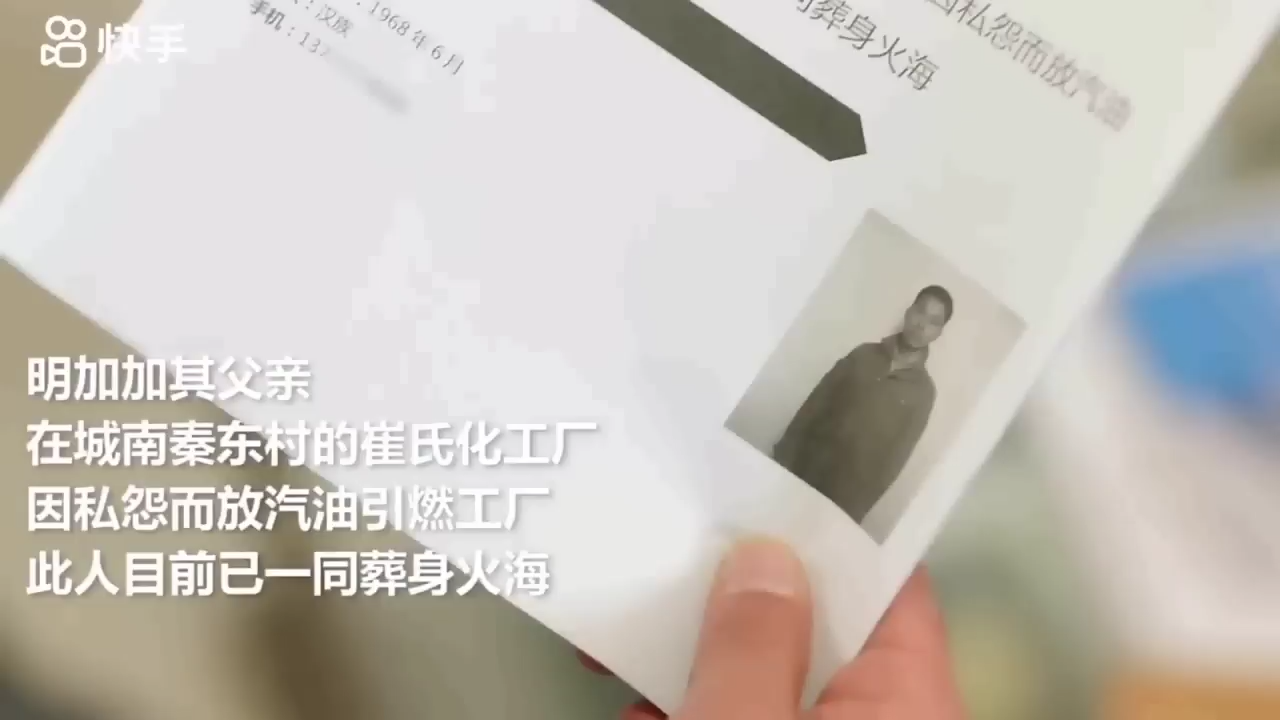 快手
1968年6月
：汉族
手机：137
因私怨而放汽油
葬身火海
明加加其父亲
在城南秦东村的崔氏化工厂
因私怨而放汽油引燃工厂
此人目前已一同葬身火海